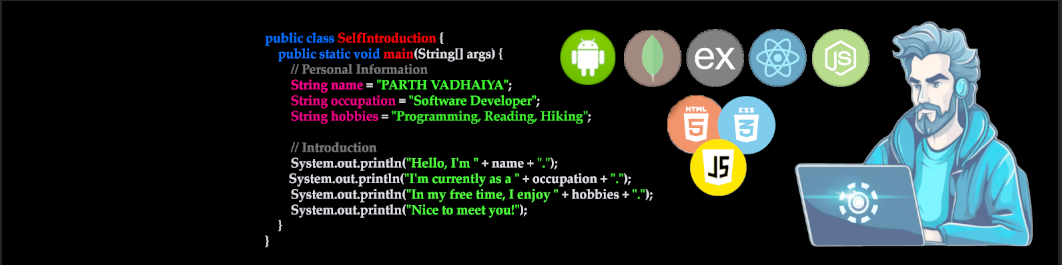 public class SelfIntroduction {
public static void main(String[] args) {
// Personal Information
String name = "PARTH VADHAIYA";
String occupation = "Software Developer";
String hobbies = "Programming, Reading, Hiking";
// Introduction
System.out.println("Hello, I'm " + name + ".");
System.out.println("I'm currently as a " + occupation + ".");
System.out.println("In my free time, I enjoy " + hobbies + ".");
System.out.println("Nice to meet you!");
}
}
ex
JS
HTML
5
CSS
3
JS